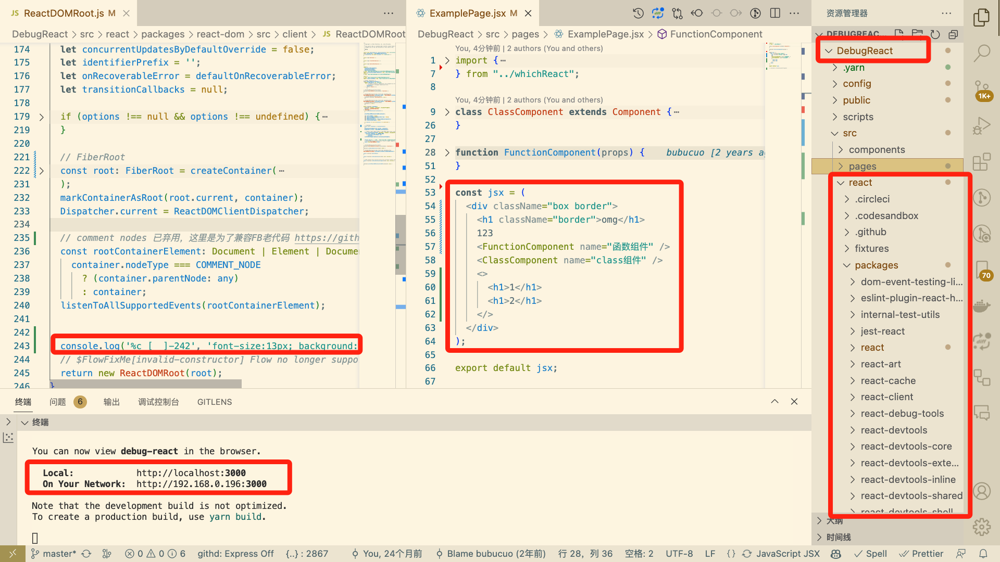 JS ReactDOMRoot.js M
DebugReact > src > react > packages > react-dom > src > client > JS ReactDOMRoot
174 let concurrentUpdatesByDefaultOverride = false;
175 let identifierPrefix = '';
176 let onRecoverableError = defaultOnRecoverableError;
177 let transitionCallbacks = null;
178
179 if (options !== null && options !== undefined) {⋯
219 }
220
221 // FiberRoot
222 const root: FiberRoot = createContainer(⋯
231 );
232 markContainerAsRoot(root.current, container);
233 Dispatcher.current = ReactDOMClientDispatcher;
234
235 // comment nodes 已弃用，这里是为了兼容FB老代码 https://gith
236 const rootContainerElement: Document | Element | Docume
237 container.nodeType === COMMENT_NODE
238 ? (container.parentNode: any)
239 : container;
240 listenToAllSupportedEvents(rootContainerElement);
241
242
243 console.log('%c [  ]-242', 'font-size:13px; background:
244 // $FlowFixMe[invalid-constructor] Flow no longer suppo
245 return new ReactDOMRoot(root);
246 }
ExamplePage.jsx M
DebugReact > src > pages > ExamplePage.jsx > FunctionComponent
You, 4分钟前 | 2 authors (You and others)
1 import {⋯
7 } from "../whichReact";
8
You, 4分钟前 | 2 authors (You and others)
9 class ClassComponent extends Component {⋯
26 }
27
28 function FunctionComponent(props) { bubucuo [2 years ag
51 }
52
53 const jsx = (
54 <div className="box border">
55 <h1 className="border">omg</h1>
56 123
57 <FunctionComponent name="函数组件" />
58 <ClassComponent name="class组件" />
59 <>
60 <h1>1</h1>
61 <h1>2</h1>
62 </>
63 </div>
64 );
65
66 export default jsx;
67
资源管理器
DEBUGREAC...
DebugReact
.yarn
config
public
scripts
src
components
pages
react
.circleci
.codesandbox
.github
fixtures
packages
dom-event-testing-li...
eslint-plugin-react-h...
internal-test-utils
jest-react
react
react-art
react-cache
react-client
react-debug-tools
react-devtools
react-devtools-core
react-devtools-exte...
react-devtools-inline
react-devtools-shared
react-devtools-shell
大纲
时间线
1K+
70
diff
终端 问题 6 输出 调试控制台 GITLENS
终端
You can now view debug-react in the browser.
Local: http://localhost:3000
On Your Network: http://192.168.0.196:3000
Note that the development build is not optimized.
To create a production build, use yarn build.
master* 0 0 6 githd: Express Off {..} : 2867 You, 24个月前 Blame bubucuo (2年前) 行 28，列 36 空格: 2 UTF-8 LF {} JavaScript JSX Spell Prettier